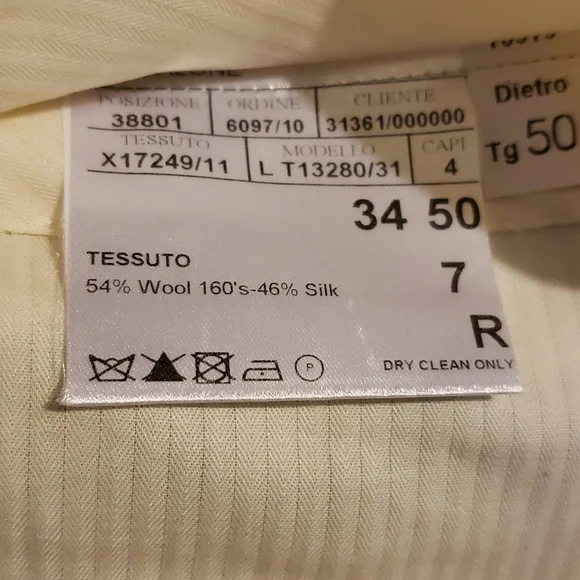 POSIZIONE ORDINE CLIENTE
38801 6097/10 31361/000000
TESSUTO MODELLO CAPI
X17249/11 L T13280/31 4
34 50
TESSUTO
54% Wool 160's-46% Silk
7
R
P
DRY CLEAN ONLY
Dietro
Tg 50